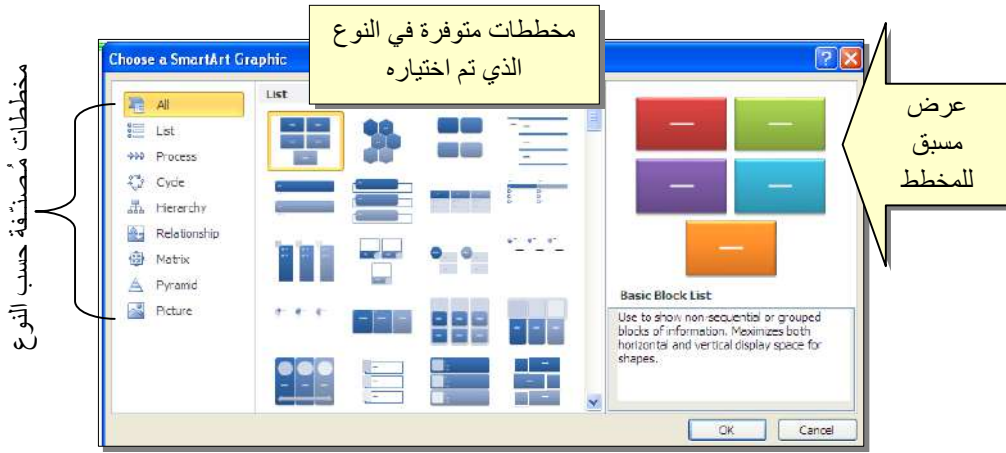 مخططات متوفرة في النوع
الذي تم اختياره
Choose a SmartArt Graphic
مخططات مُصنّفة حسب النوع
All
List
Process
Cycle
Hierarchy
Relationship
Matrix
Pyramid
Picture
List
عرض
مسبق
للمخطط
Basic Block List
Use to show non-sequential or grouped
blocks of information. Maximizes both
horizontal and vertical display space for
shapes.
OK
Cancel